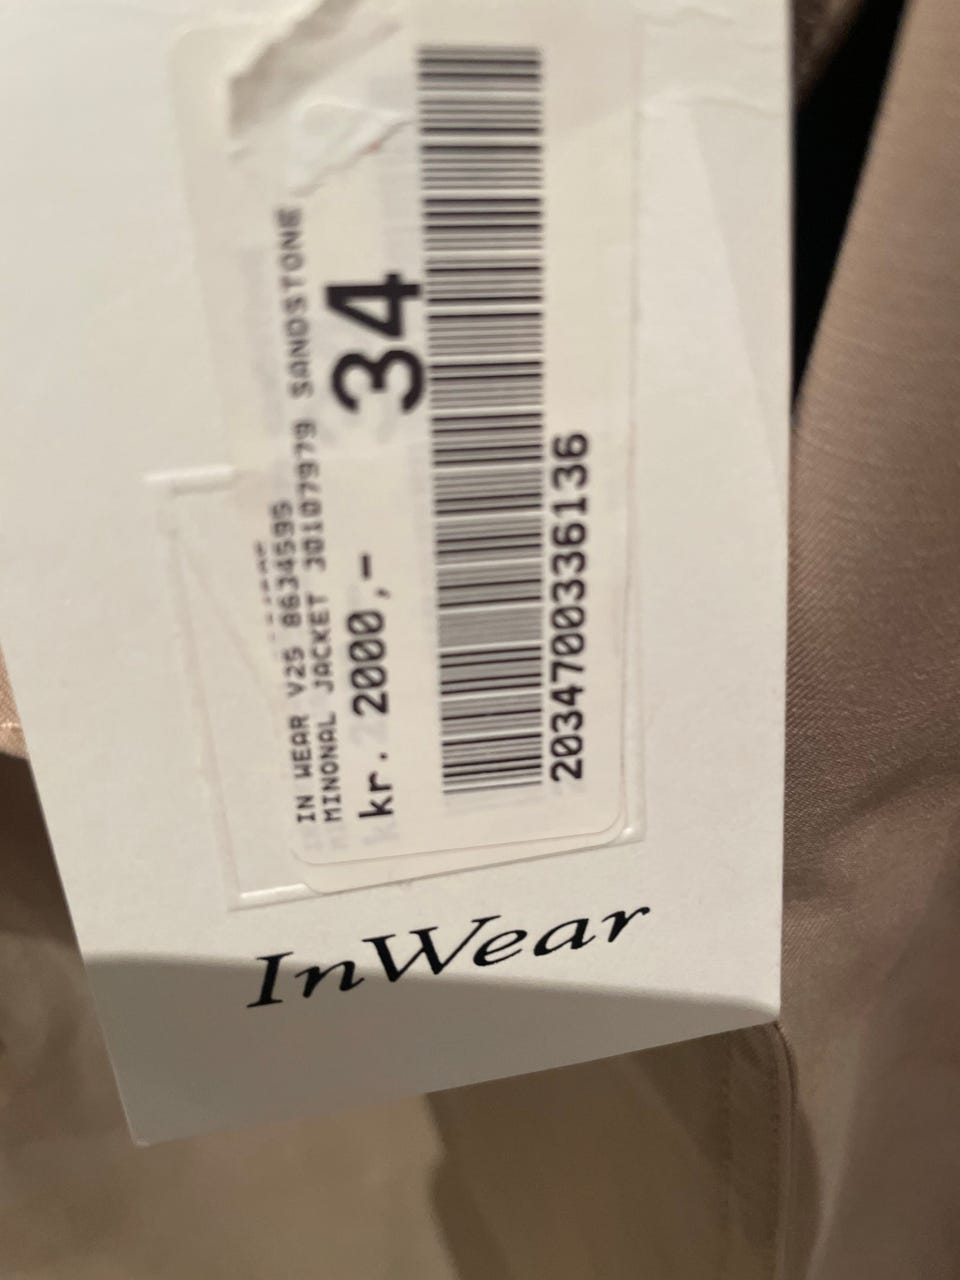 IN WEAR V25 8634595
MINONAL JACKET 30107979 SANDSTONE
kr. 2000,- 34
2034700336136
InWear